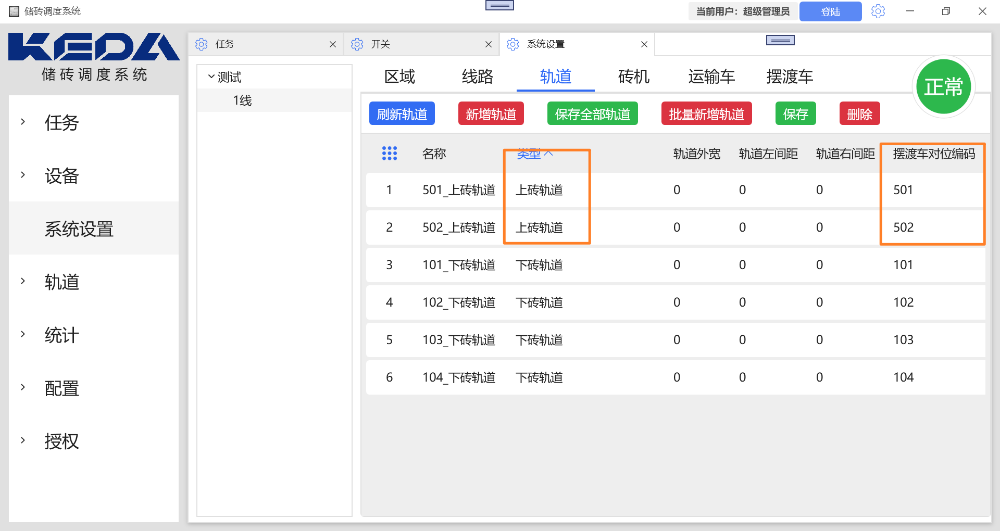 储砖调度系统
当前用户：超级管理员
登陆
KEDA
储砖调度系统
任务
设备
系统设置
轨道
统计
配置
授权
任务
开关
系统设置
测试
1线
区域 线路 轨道 砖机 运输车 摆渡车
正常
刷新轨道 新增轨道 保存全部轨道 批量新增轨道 保存 删除
名称 类型 轨道外宽 轨道左间距 轨道右间距 摆渡车对位编码
1 501_上砖轨道 上砖轨道 0 0 0 501
2 502_上砖轨道 上砖轨道 0 0 0 502
3 101_下砖轨道 下砖轨道 0 0 0 101
4 102_下砖轨道 下砖轨道 0 0 0 102
5 103_下砖轨道 下砖轨道 0 0 0 103
6 104_下砖轨道 下砖轨道 0 0 0 104